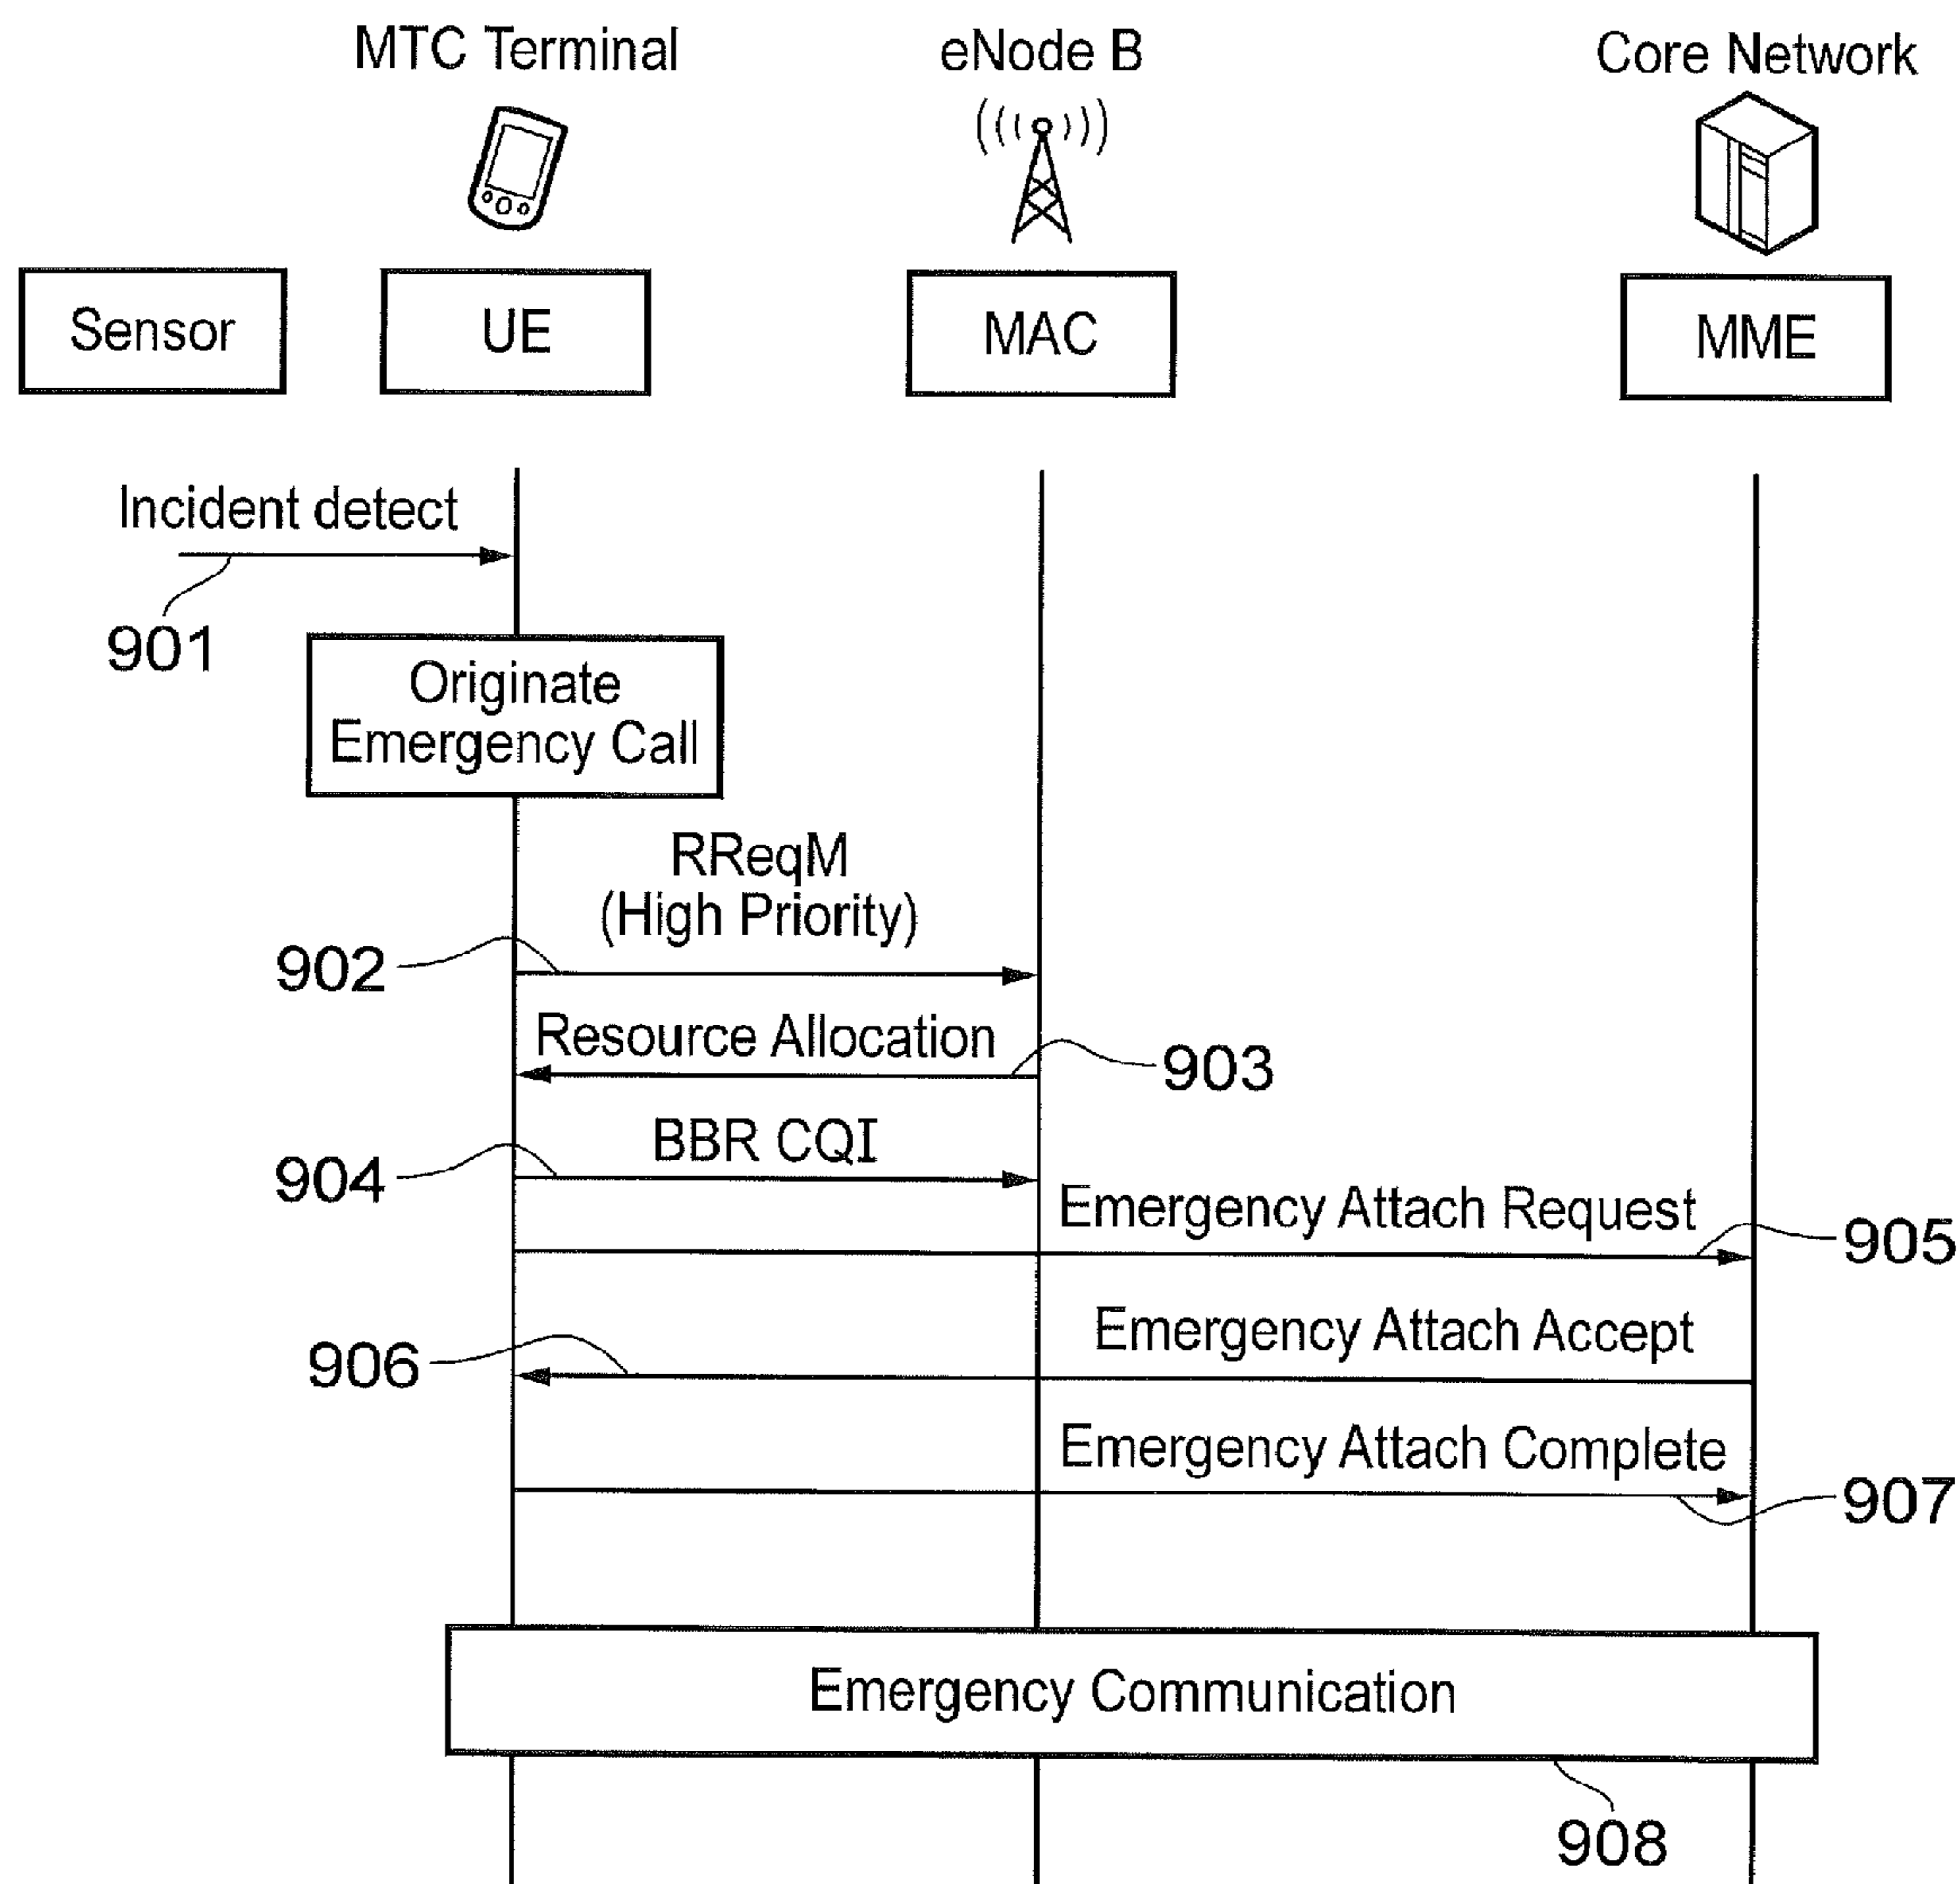 MTC Terminal
eNode B
Core Network
Sensor
UE
MAC
MME
Incident detect
901
Originate
Emergency Call
RReqM
(High Priority)
902
Resource Allocation
903
BBR CQI
904
Emergency Attach Request
905
Emergency Attach Accept
906
Emergency Attach Complete
907
Emergency Communication
908